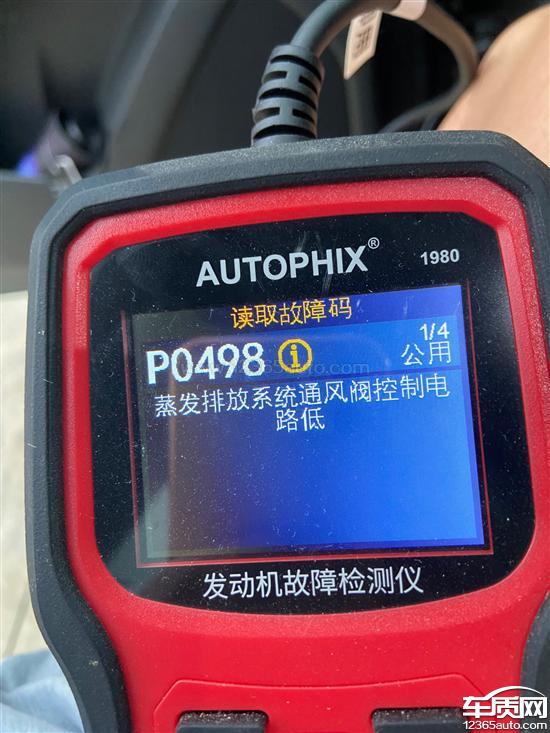 AUTOPHIX® 1980
读取故障码
1/4
P0498 i 公用
蒸发排放系统通风阀控制电
路低
发动机故障检测仪
车质网
12365auto.com